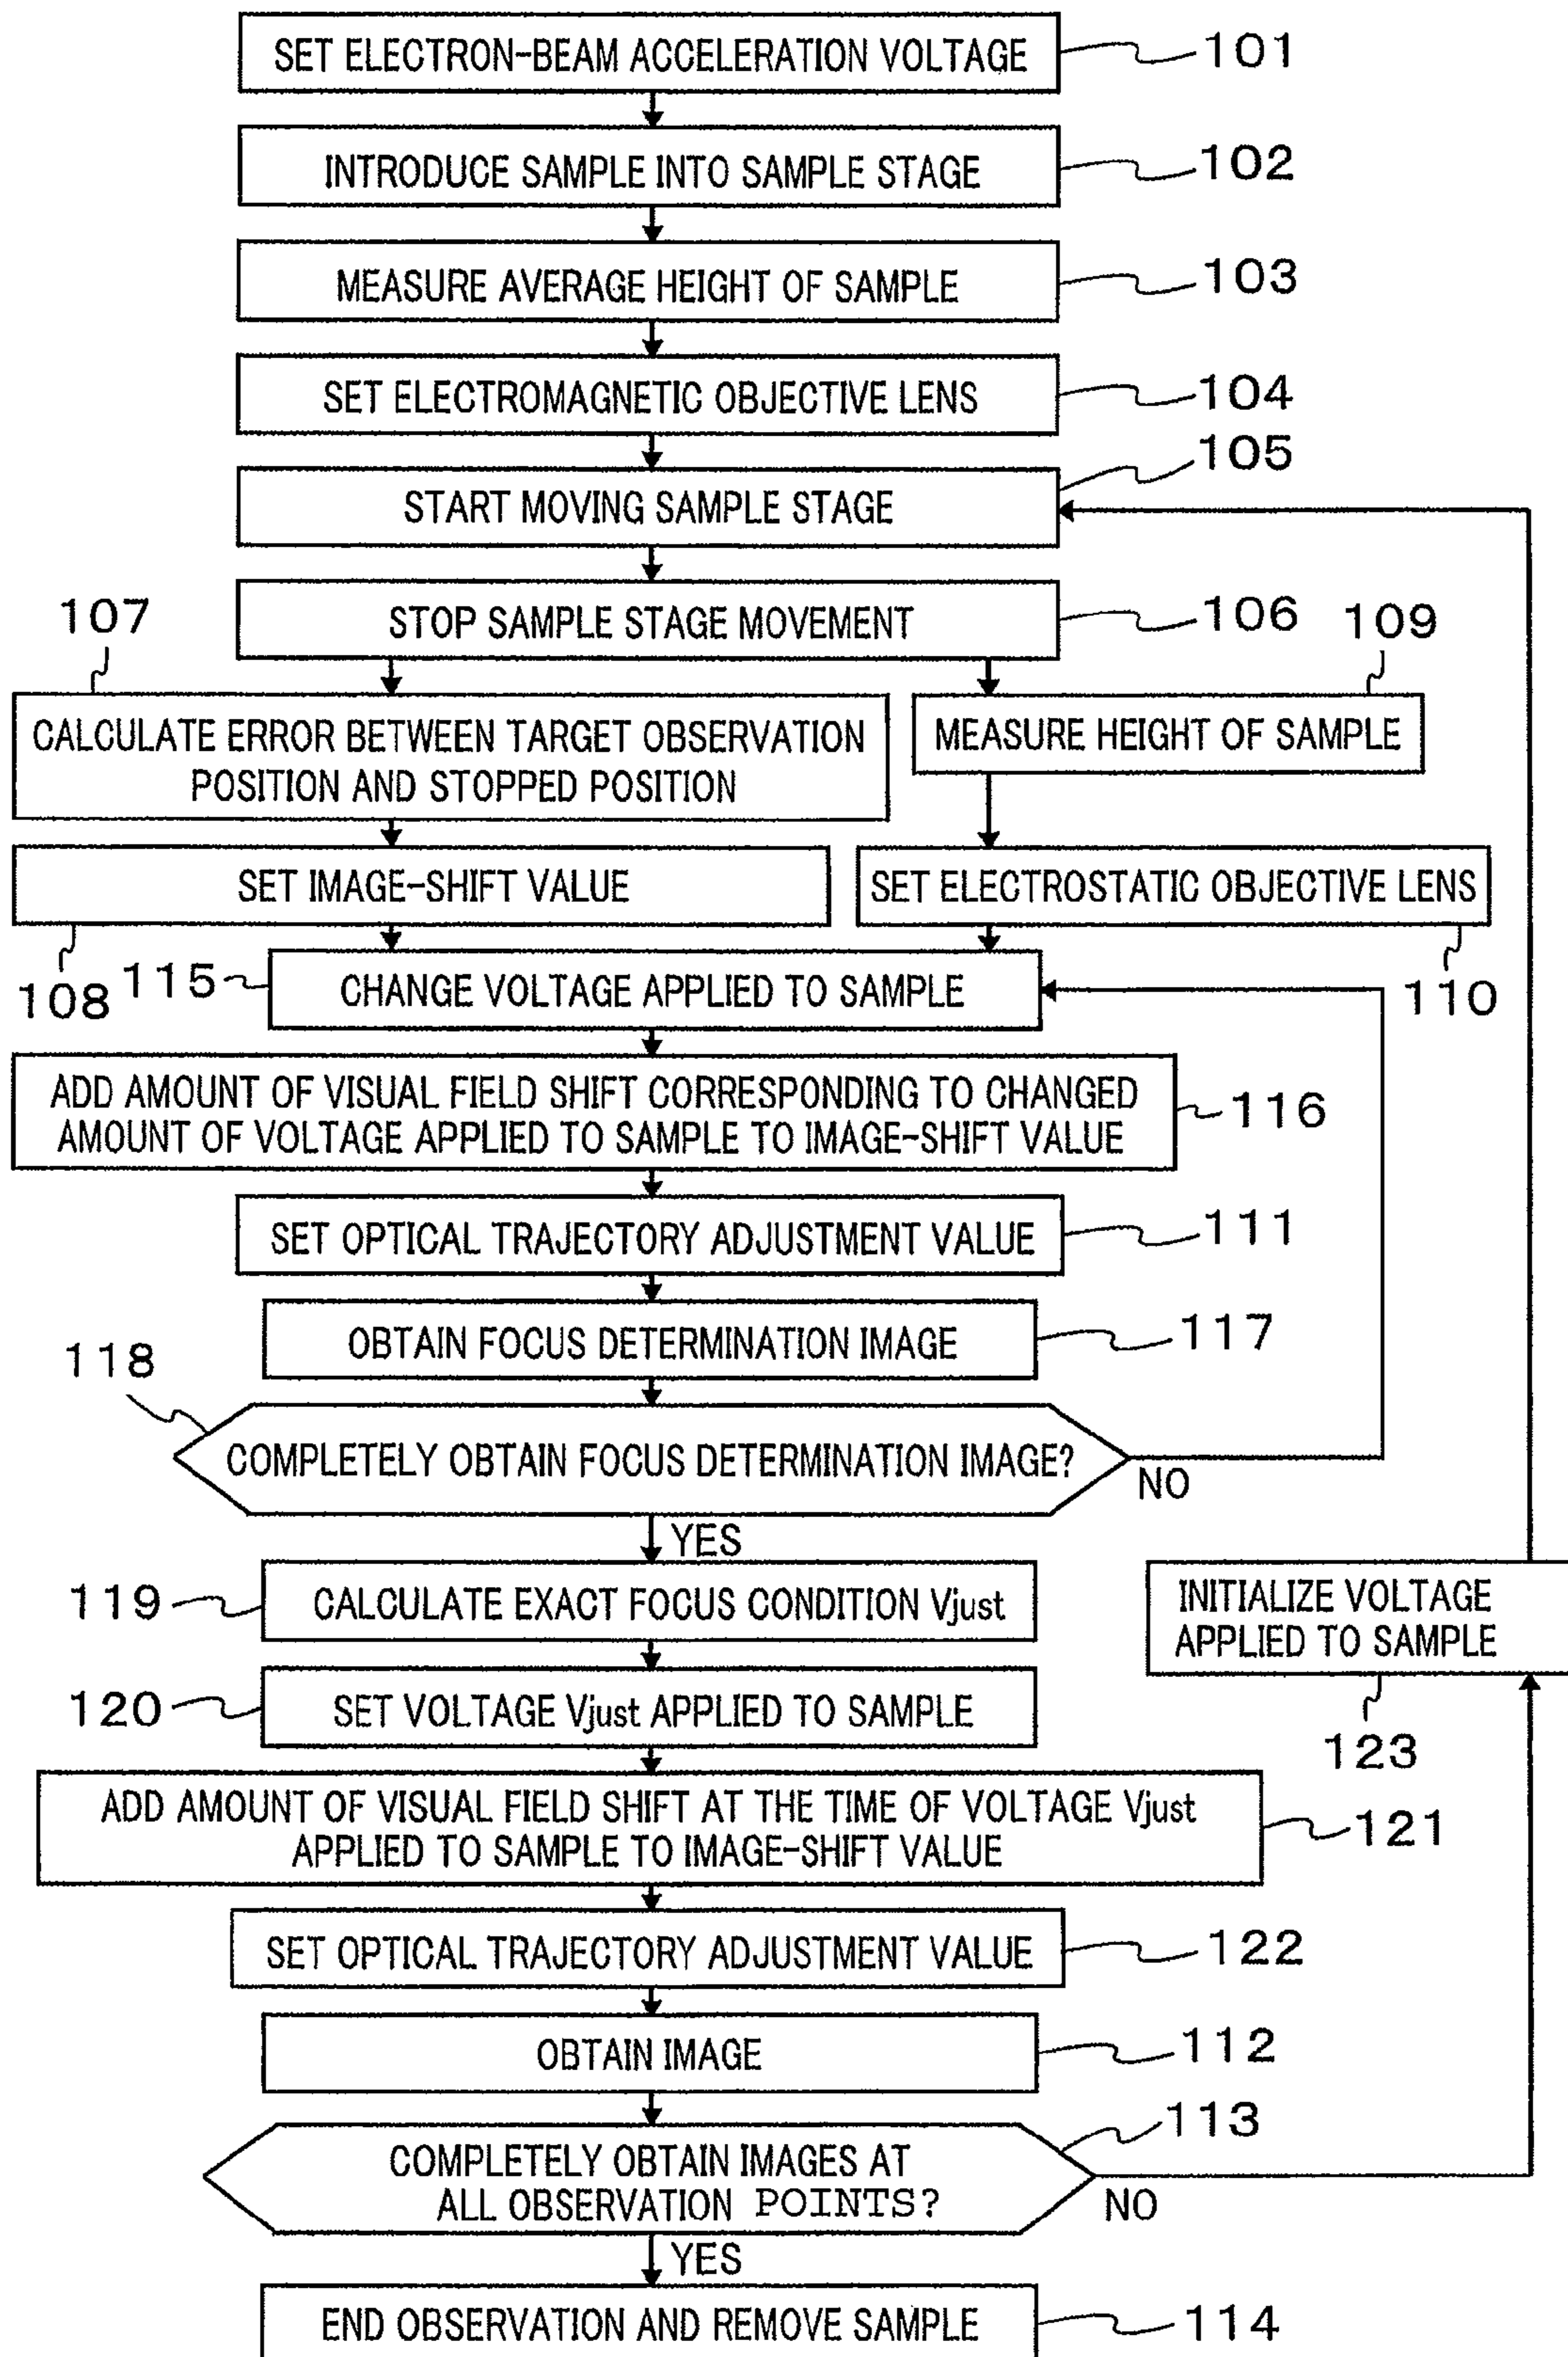 SET ELECTRON-BEAM ACCELERATION VOLTAGE
101
INTRODUCE SAMPLE INTO SAMPLE STAGE
102
MEASURE AVERAGE HEIGHT OF SAMPLE
103
SET ELECTROMAGNETIC OBJECTIVE LENS
104
START MOVING SAMPLE STAGE
105
STOP SAMPLE STAGE MOVEMENT
106
107
CALCULATE ERROR BETWEEN TARGET OBSERVATION
POSITION AND STOPPED POSITION
109
MEASURE HEIGHT OF SAMPLE
SET IMAGE-SHIFT VALUE
108
SET ELECTROSTATIC OBJECTIVE LENS
110
115
CHANGE VOLTAGE APPLIED TO SAMPLE
ADD AMOUNT OF VISUAL FIELD SHIFT CORRESPONDING TO CHANGED
AMOUNT OF VOLTAGE APPLIED TO SAMPLE TO IMAGE-SHIFT VALUE
116
SET OPTICAL TRAJECTORY ADJUSTMENT VALUE
111
OBTAIN FOCUS DETERMINATION IMAGE
117
118
COMPLETELY OBTAIN FOCUS DETERMINATION IMAGE?
NO
YES
119
CALCULATE EXACT FOCUS CONDITION Vjust
INITIALIZE VOLTAGE
APPLIED TO SAMPLE
123
120
SET VOLTAGE Vjust APPLIED TO SAMPLE
ADD AMOUNT OF VISUAL FIELD SHIFT AT THE TIME OF VOLTAGE Vjust
APPLIED TO SAMPLE TO IMAGE-SHIFT VALUE
121
SET OPTICAL TRAJECTORY ADJUSTMENT VALUE
122
OBTAIN IMAGE
112
COMPLETELY OBTAIN IMAGES AT
ALL OBSERVATION POINTS?
113
NO
YES
END OBSERVATION AND REMOVE SAMPLE
114